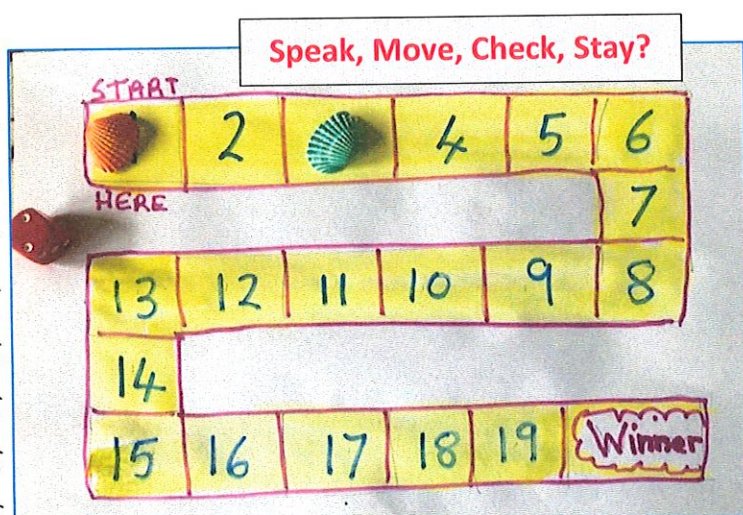 Speak, Move, Check, Stay?
START
2 4 5 6
HERE
7
13 12 11 10 9 8
14
15 16 17 18 19 Winner